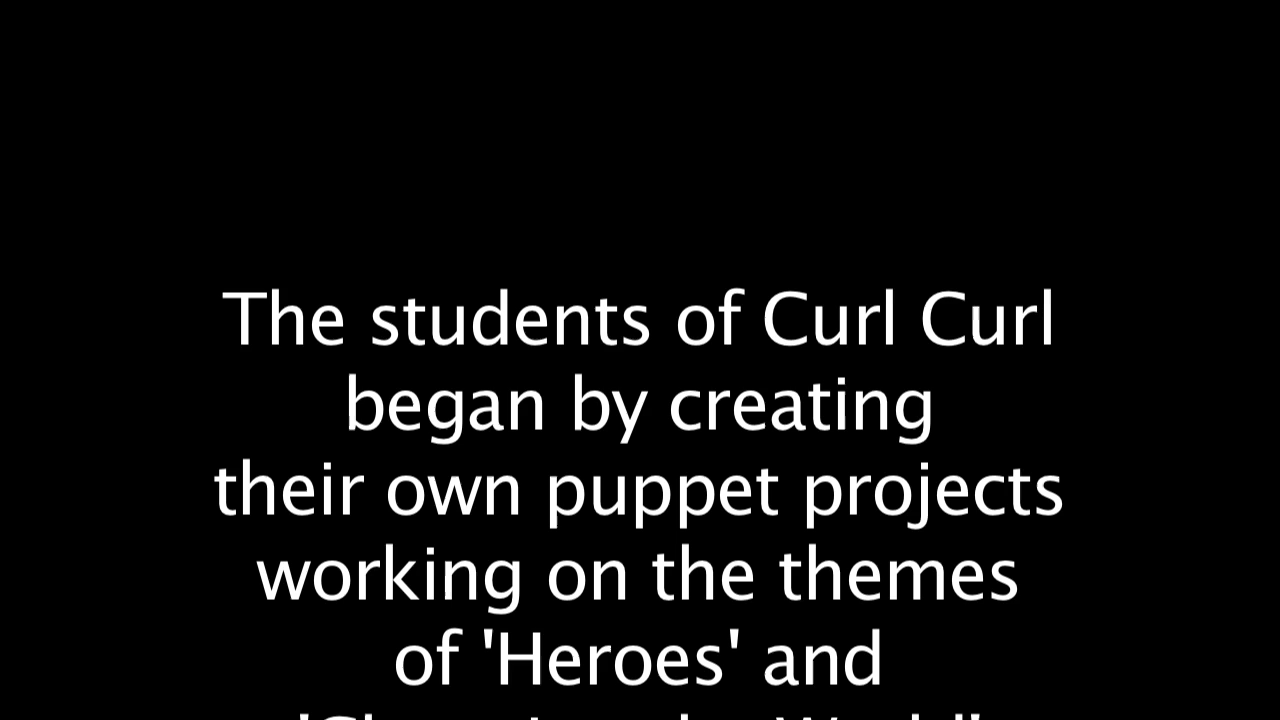 The students of Curl Curl
began by creating
their own puppet projects
working on the themes
of 'Heroes' and